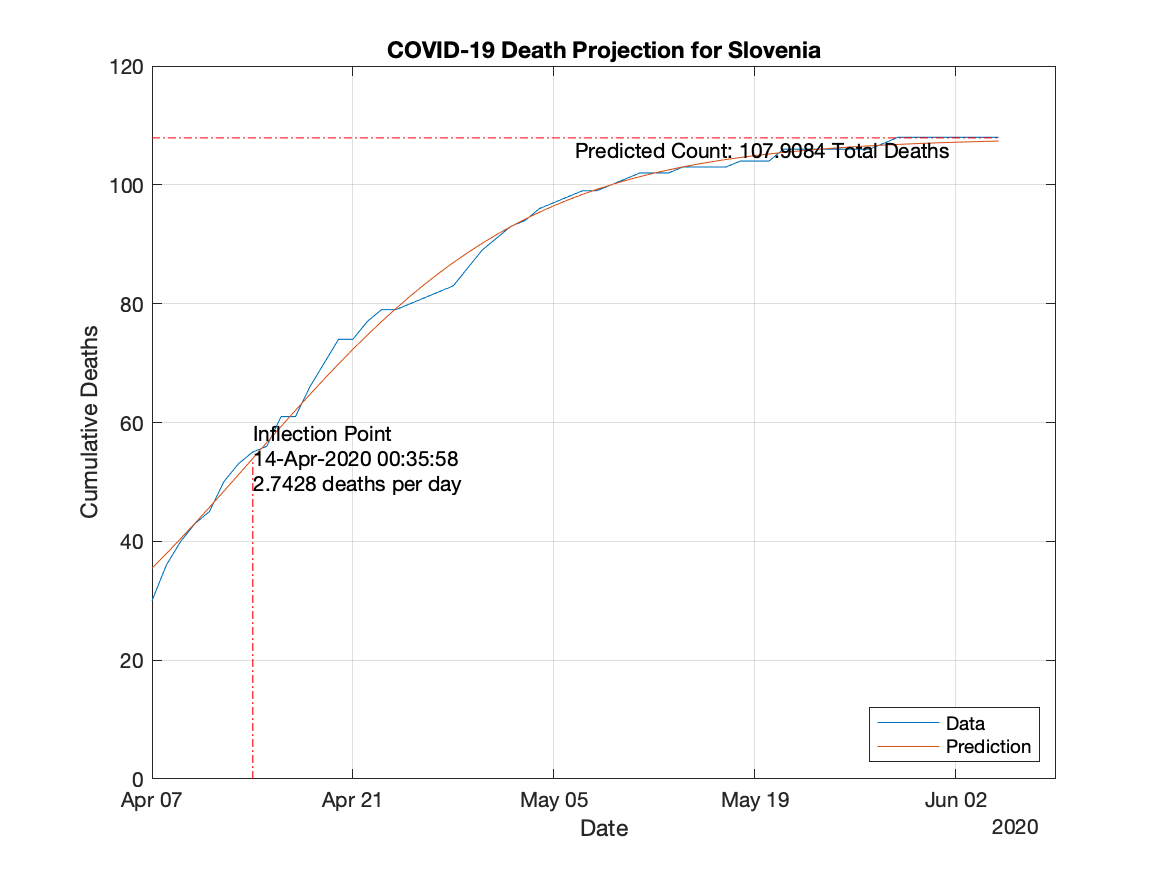 COVID-19 Death Projection for Slovenia
120
100
80
60
40
20
0
Cumulative Deaths
Predicted Count: 107.9084 Total Deaths
Inflection Point
14-Apr-2020 00:35:58
2.7428 deaths per day
Data
Prediction
Apr 07
Apr 21
May 05
May 19
Jun 02
Date
2020